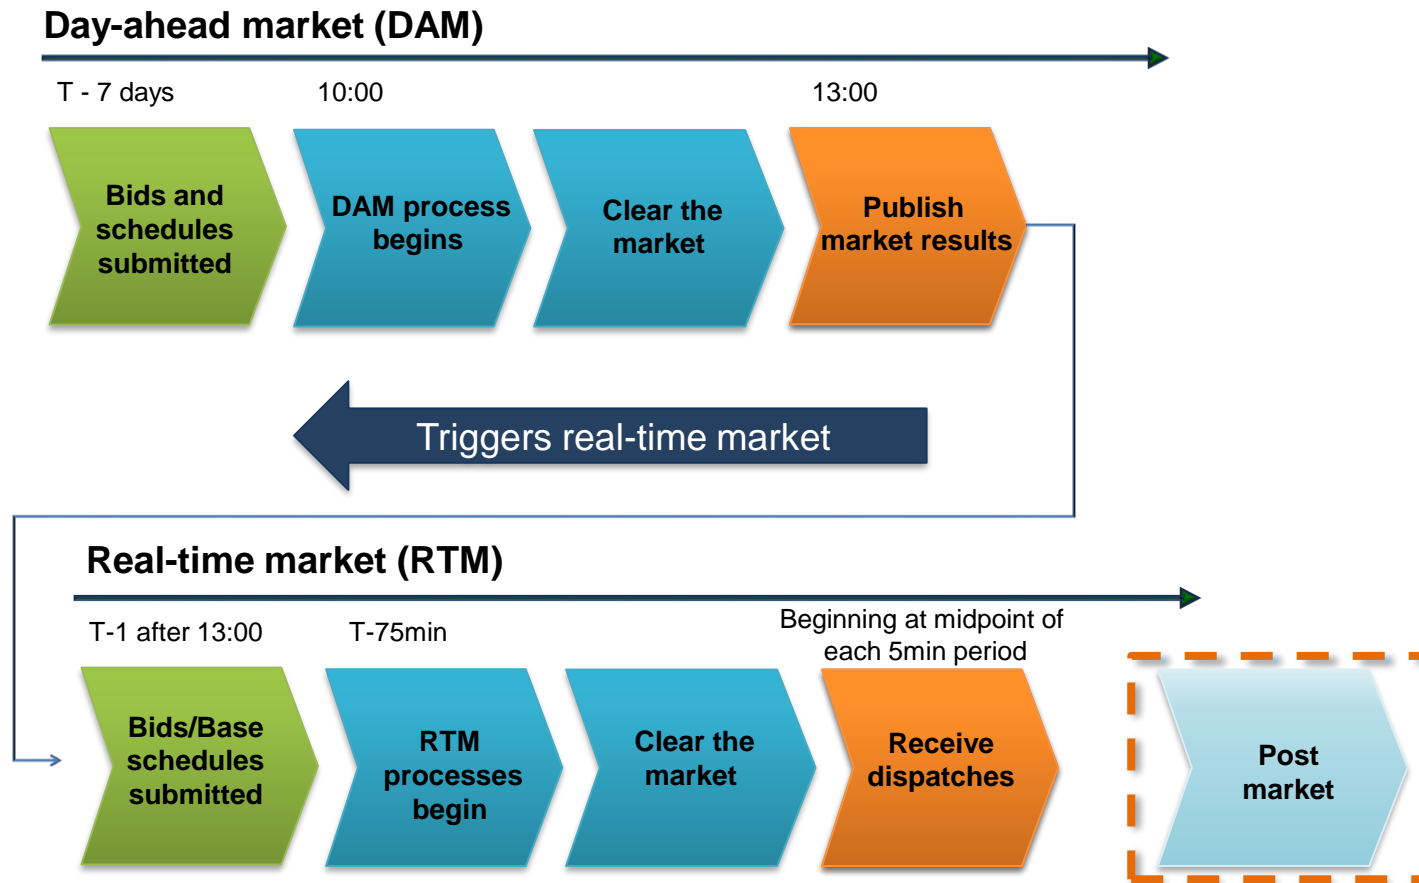 Day-ahead market (DAM)
T - 7 days
10:00
13:00
Bids and
schedules
submitted
DAM process
begins
Clear the
market
Publish
market results
Triggers real-time market
Real-time market (RTM)
T-1 after 13:00
T-75min
Beginning at midpoint of
each 5min period
Bids/Base
schedules
submitted
RTM
processes
begin
Clear the
market
Receive
dispatches
Post
market